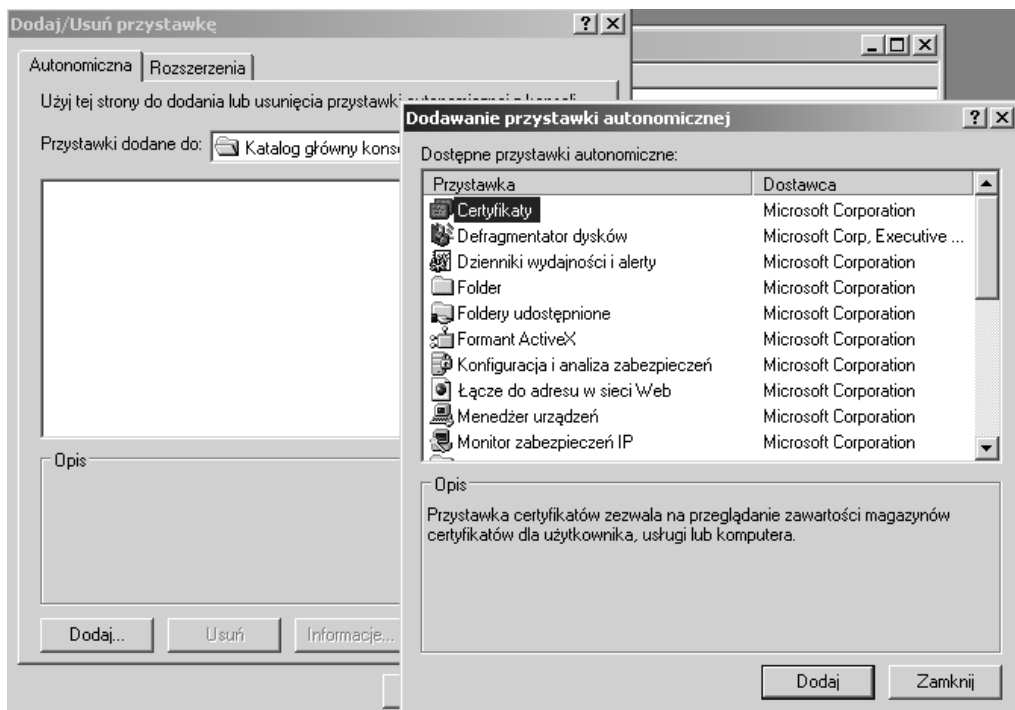 Dodaj/Usuń przystawkę
Autonomiczna
Rozszerzenia
Użyj tej strony do dodania lub usunięcia przystawki autonomicznej z konsoli.
Przystawki dodane do:
Katalog główny kons
Opis
Dodaj...
Usuń
Informacje...
Dodawanie przystawki autonomicznej
Dostępne przystawki autonomiczne:
Przystawka Dostawca
Certyfikaty Microsoft Corporation
Defragmentator dysków Microsoft Corp, Executive ...
Dzienniki wydajności i alerty Microsoft Corporation
Folder Microsoft Corporation
Foldery udostępnione Microsoft Corporation
Formant ActiveX Microsoft Corporation
Konfiguracja i analiza zabezpieczeń Microsoft Corporation
Łącze do adresu w sieci Web Microsoft Corporation
Menedżer urządzeń Microsoft Corporation
Monitor zabezpieczeń IP Microsoft Corporation
Opis
Przystawka certyfikatów zezwala na przeglądanie zawartości magazynów
certyfikatów dla użytkownika, usługi lub komputera.
Dodaj
Zamknij